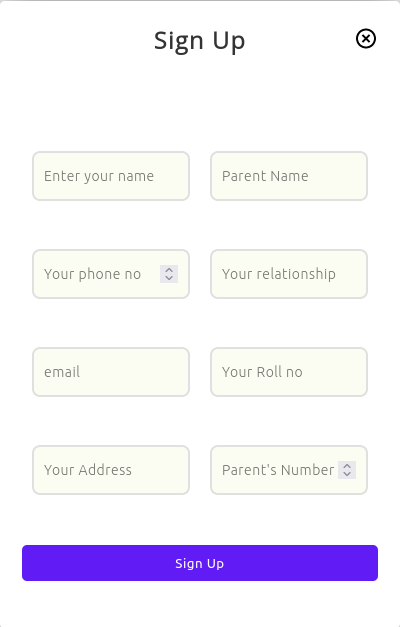 Sign Up
Enter your name
Parent Name
Your phone no
Your relationship
email
Your Roll no
Your Address
Parent's Number
Sign Up